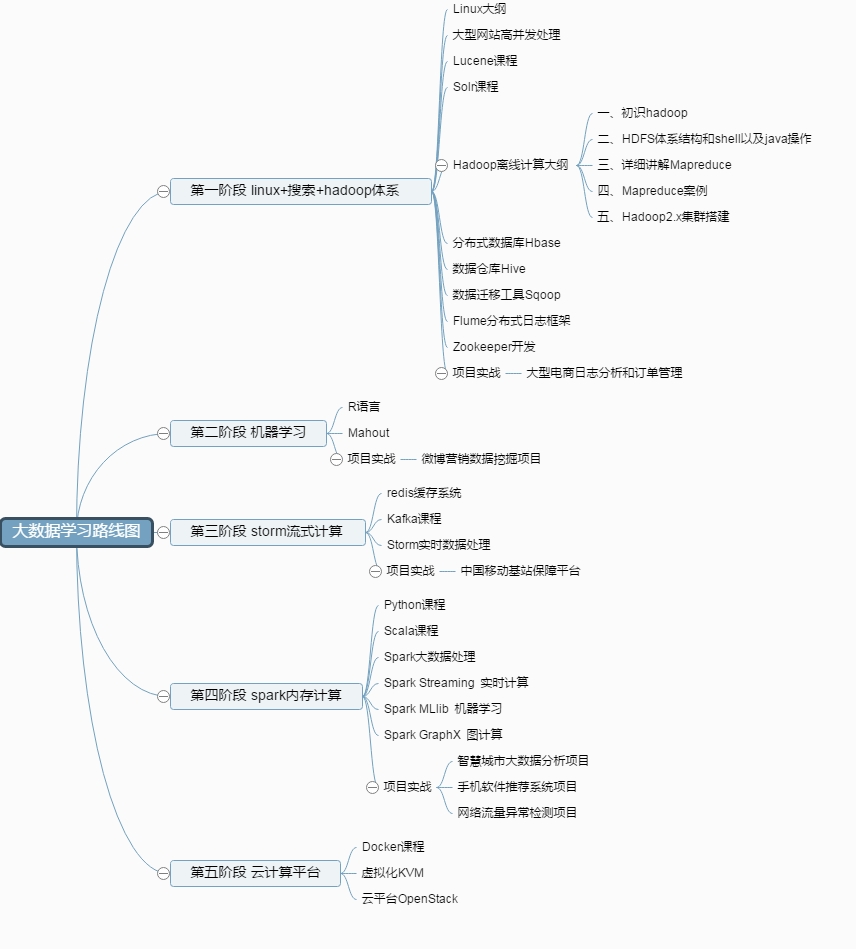 大数据学习路线图
第一阶段 linux+搜索+hadoop体系
Linux大纲
大型网站高并发处理
Lucene课程
Solr课程
Hadoop离线计算大纲
一、初识hadoop
二、HDFS体系结构和shell以及java操作
三、详细讲解Mapreduce
四、Mapreduce案例
五、Hadoop2.x集群搭建
分布式数据库Hbase
数据仓库Hive
数据迁移工具Sqoop
Flume分布式日志框架
Zookeeper开发
项目实战
大型电商日志分析和订单管理
第二阶段 机器学习
R语言
Mahout
项目实战
微博营销数据挖掘项目
第三阶段 storm流式计算
redis缓存系统
Kafka课程
Storm实时数据处理
项目实战
中国移动基站保障平台
第四阶段 spark内存计算
Python课程
Scala课程
Spark大数据处理
Spark Streaming 实时计算
Spark MLlib 机器学习
Spark GraphX 图计算
项目实战
智慧城市大数据分析项目
手机软件推荐系统项目
网络流量异常检测项目
第五阶段 云计算平台
Docker课程
虚拟化KVM
云平台OpenStack